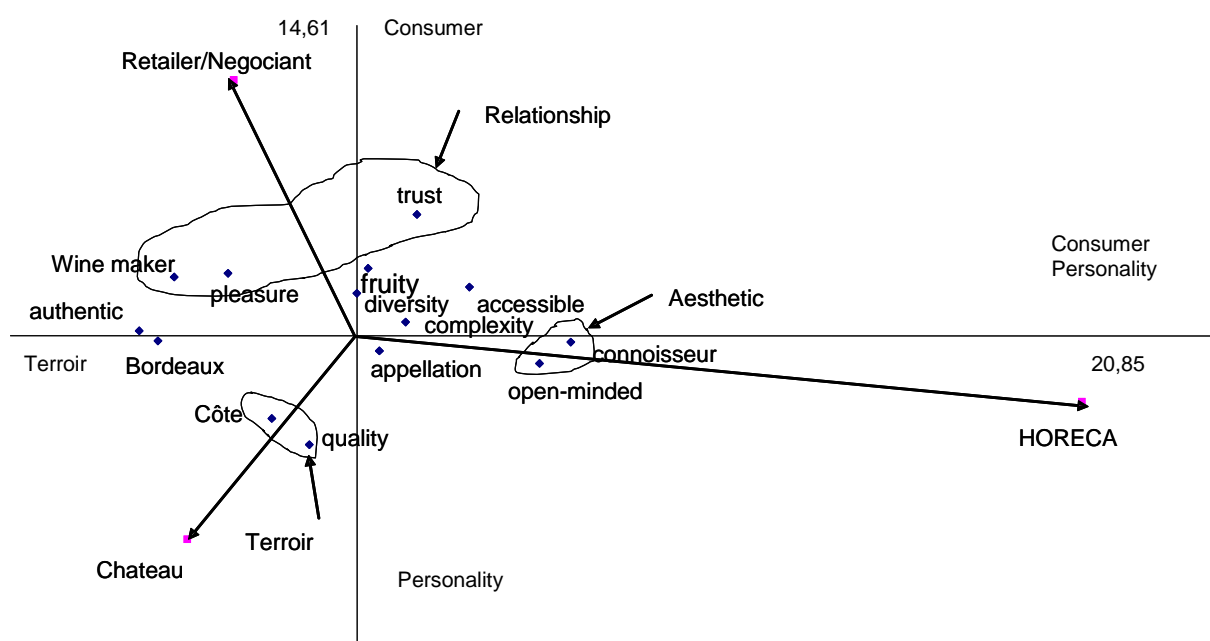 14,61
Consumer
Retailer/Negociant
Relationship
trust
Consumer
Personality
Wine maker
fruity
pleasure
diversity
accessible
Aesthetic
authentic
complexity
connoisseur
Terroir
Bordeaux
appellation
20,85
open-minded
Côte
quality
HORECA
Terroir
Chateau
Personality